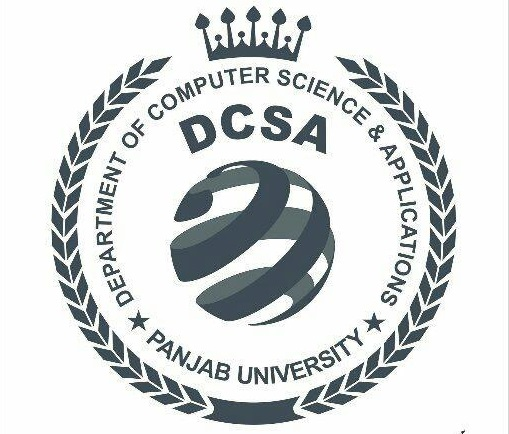 DEPARTMENT OF COMPUTER SCIENCE & APPLICATIONS
DCSA
PANJAB UNIVERSITY